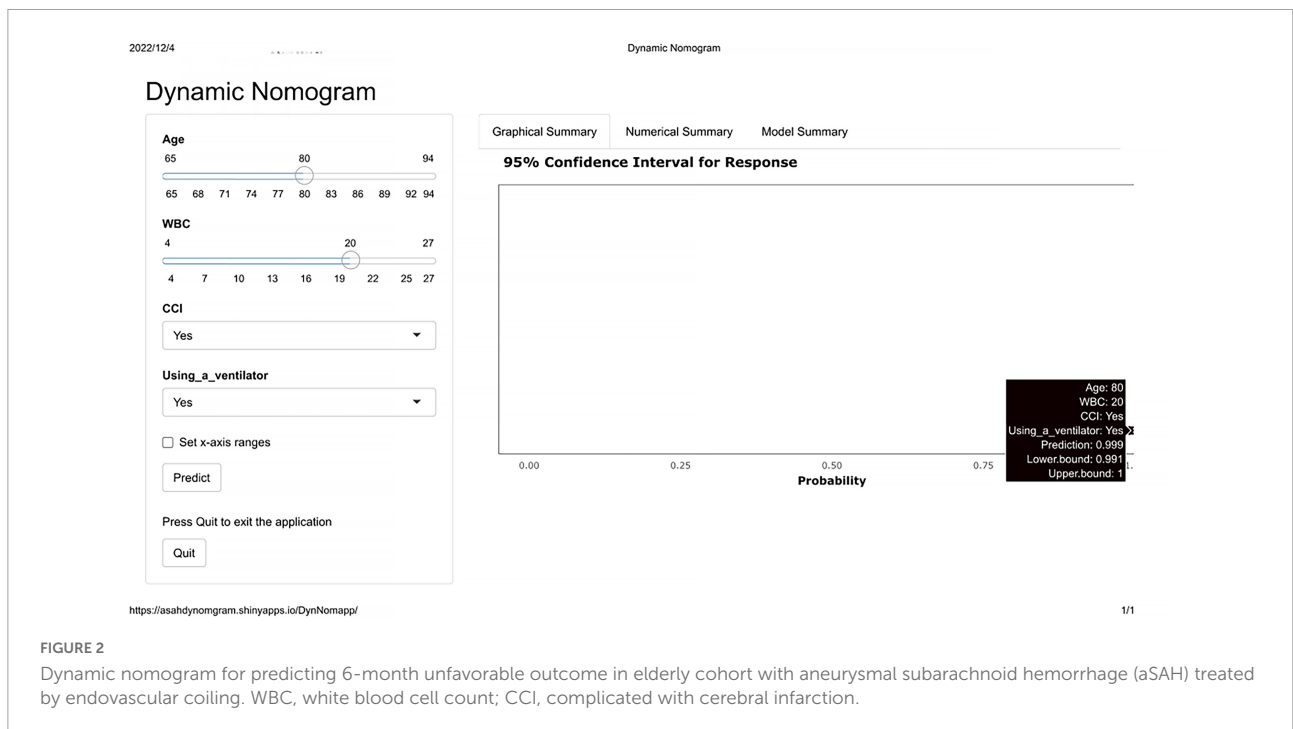 2022/12/4
Dynamic Nomogram
Dynamic Nomogram
Age
65 80 94
65 68 71 74 77 80 83 86 89 92 94
WBC
4 20 27
4 7 10 13 16 19 22 25 27
CCI
Yes
Using_a_ventilator
Yes
Set x-axis ranges
Predict
Press Quit to exit the application
Quit
Graphical Summary Numerical Summary Model Summary
95% Confidence Interval for Response
Age: 80
WBC: 20
CCI: Yes
Using_a_ventilator: Yes
Prediction: 0.999
Lower.bound: 0.991
Upper.bound: 1
0.00 0.25 0.50 0.75 1.
Probability
https://asahdynomgram.shinyapps.io/DynNomapp/
1/1
FIGURE 2
Dynamic nomogram for predicting 6-month unfavorable outcome in elderly cohort with aneurysmal subarachnoid hemorrhage (aSAH) treated
by endovascular coiling. WBC, white blood cell count; CCI, complicated with cerebral infarction.